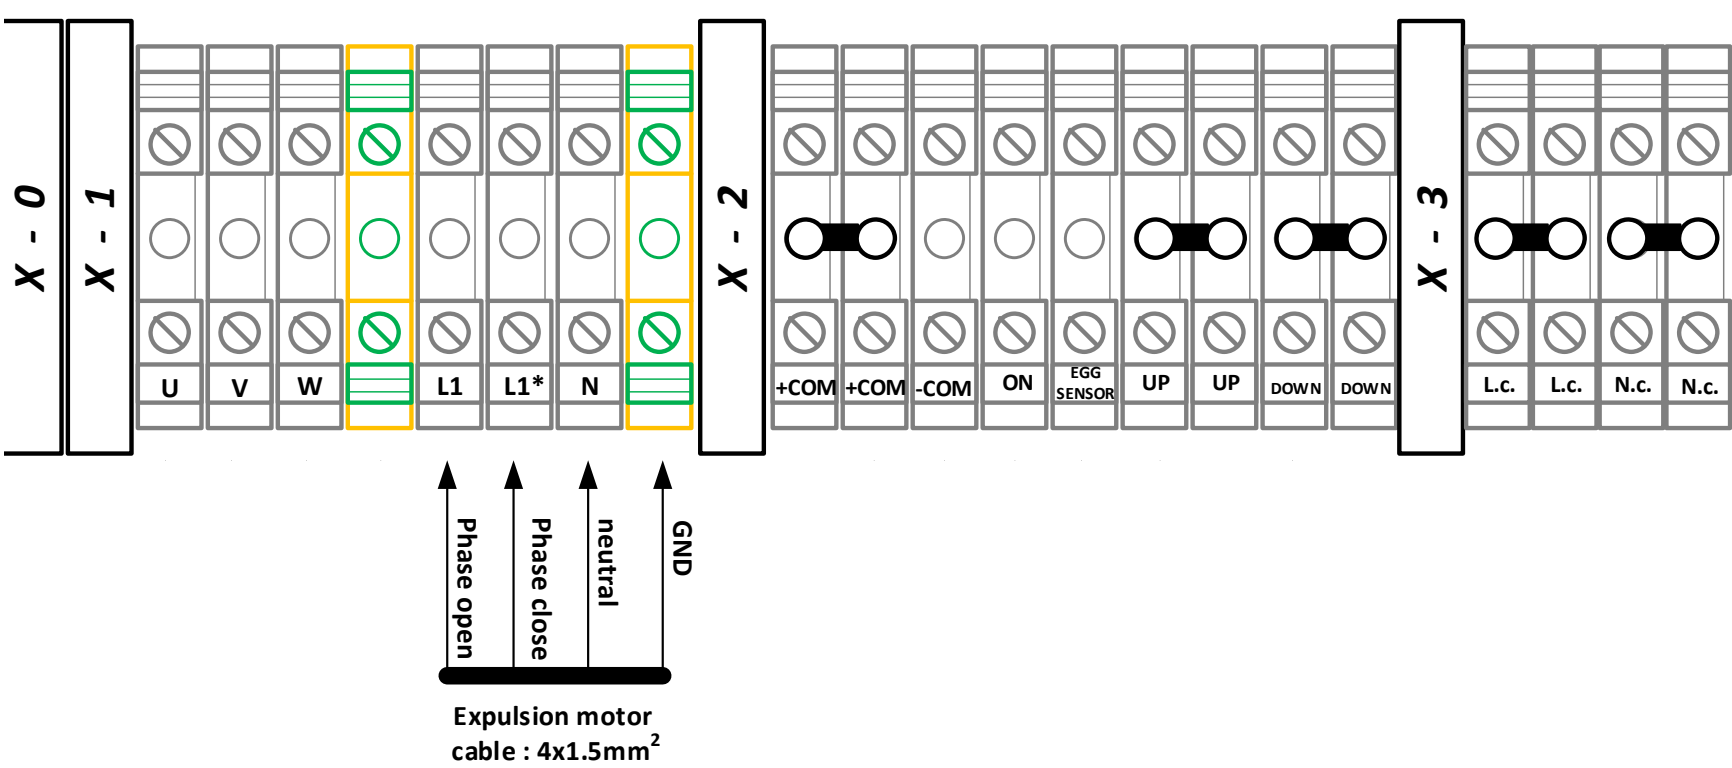 X - 0
X - 1
U
V
W
L1
L1*
N
X - 2
+COM
+COM
-COM
ON
EGG
SENSOR
UP
UP
DOWN
DOWN
X - 3
L.c.
L.c.
N.c.
N.c.
Phase open
Phase close
neutral
GND
Expulsion motor
cable : 4x1.5mm²